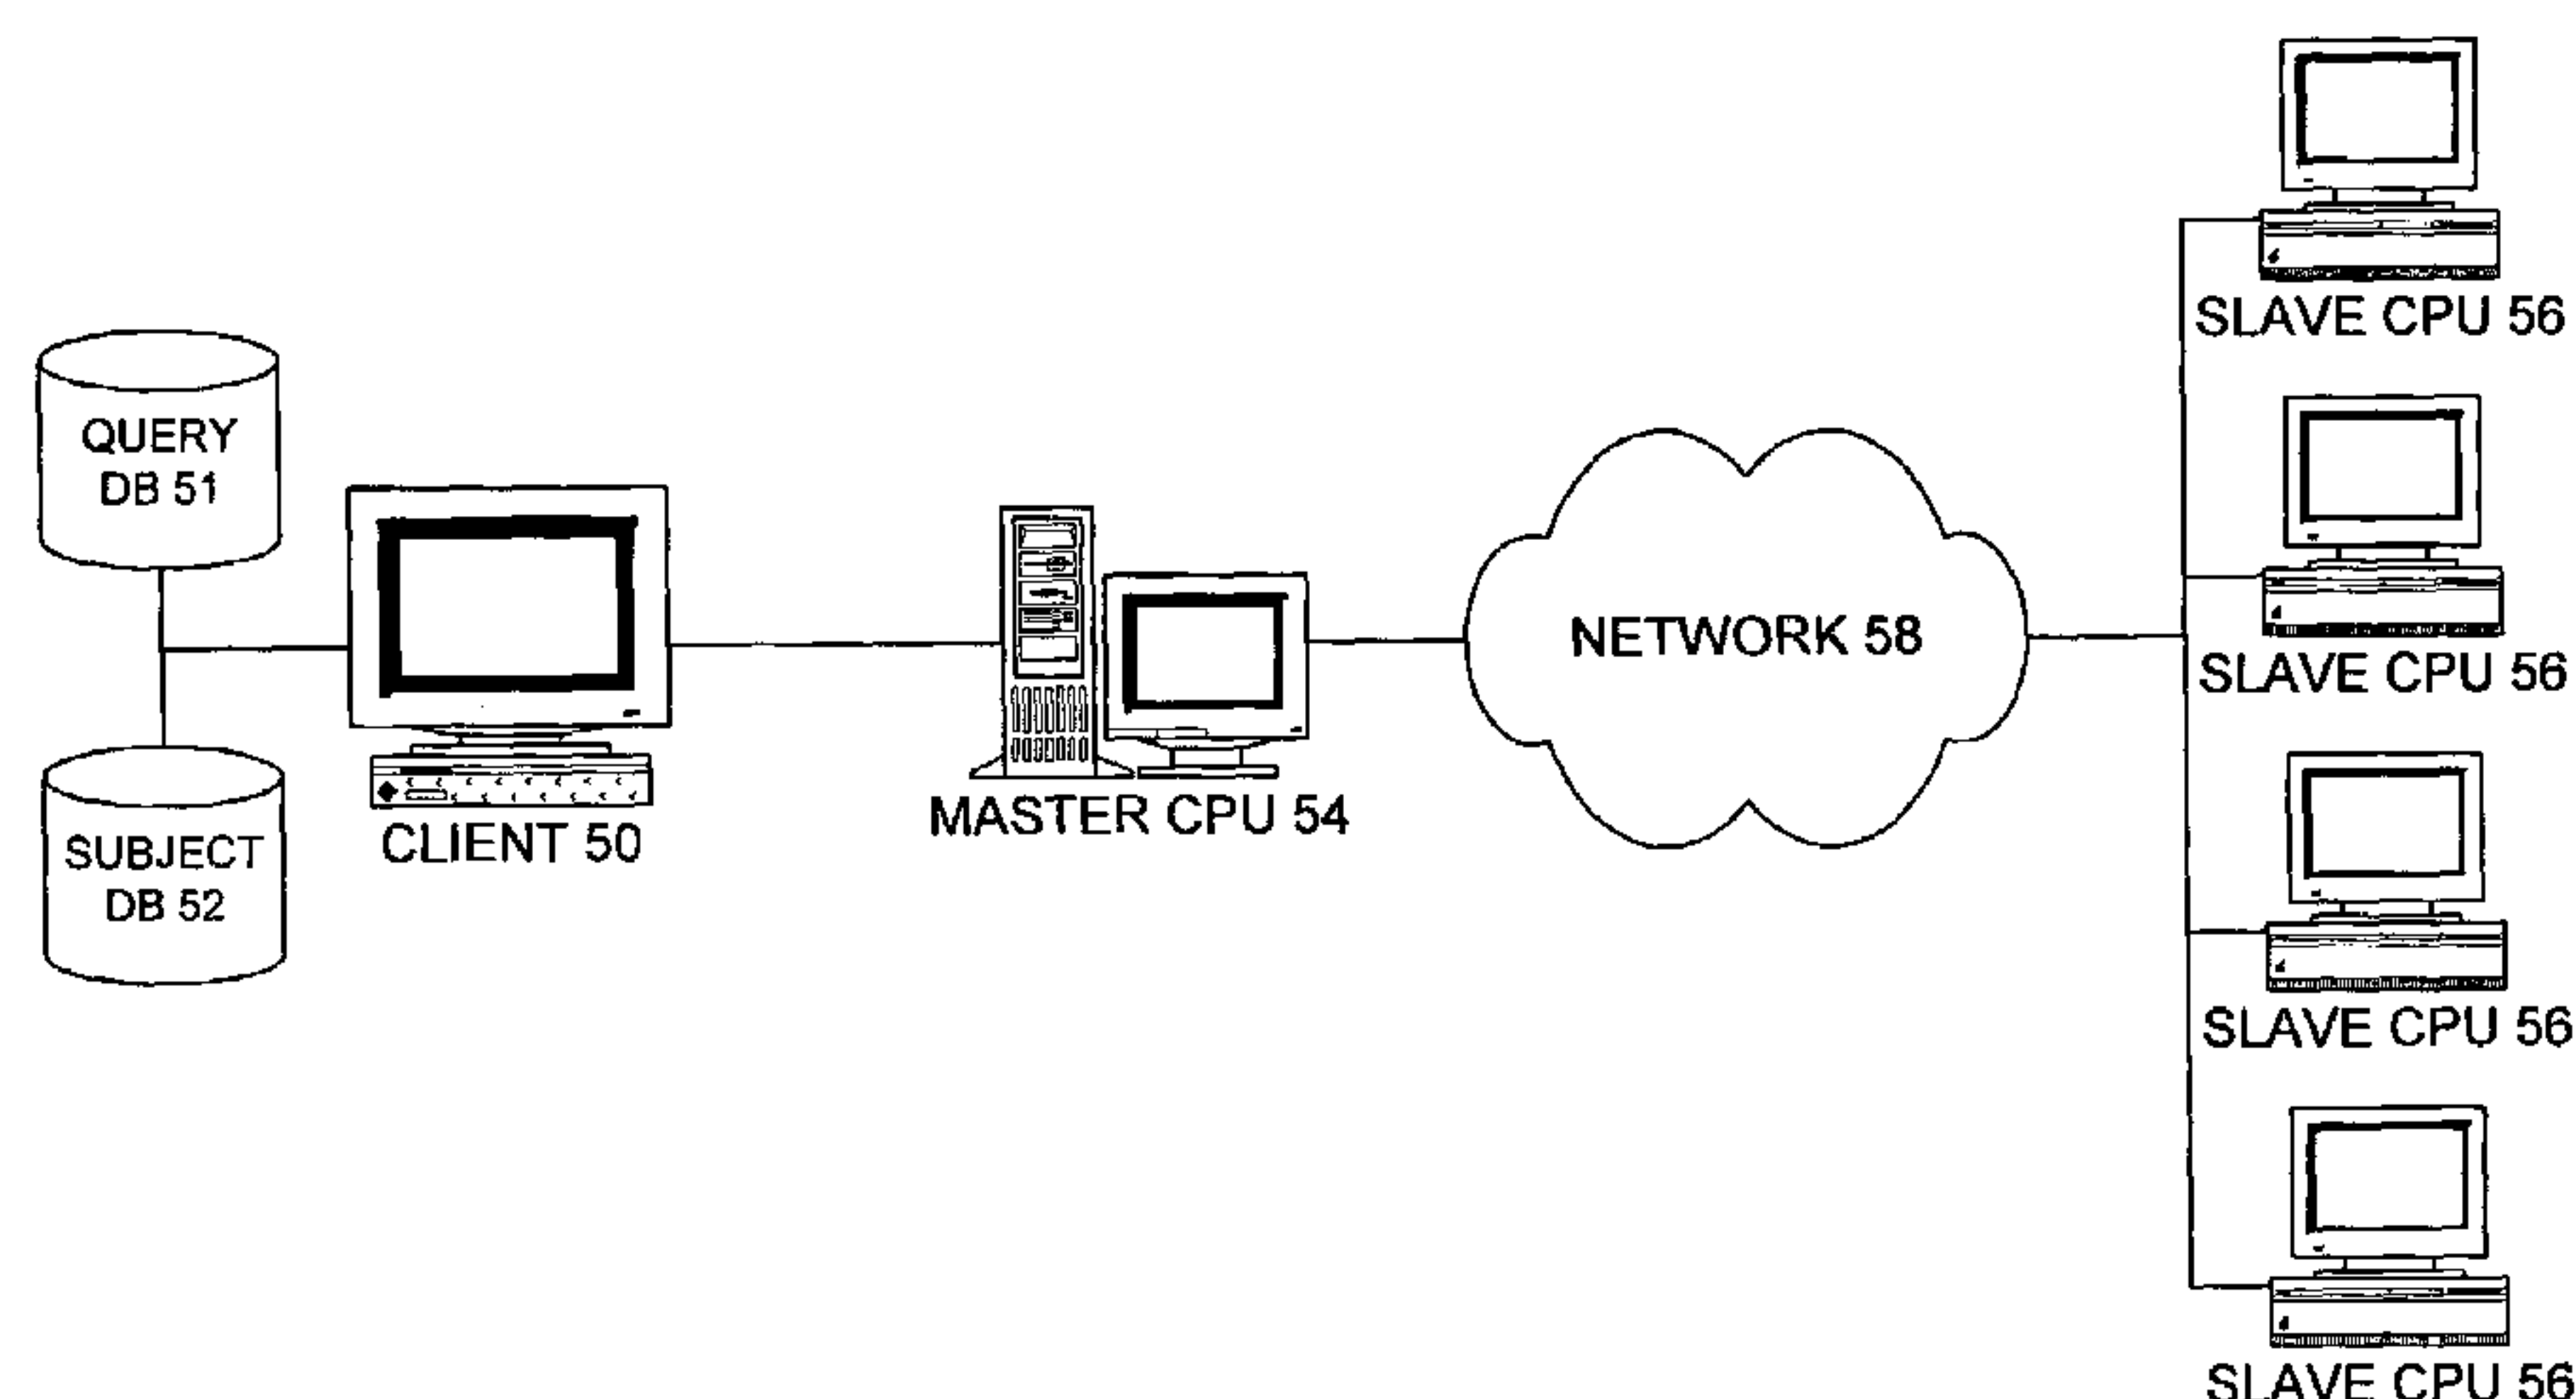 QUERY
DB 51
SUBJECT
DB 52
CLIENT 50
MASTER CPU 54
NETWORK 58
SLAVE CPU 56
SLAVE CPU 56
SLAVE CPU 56
SLAVE CPU 56